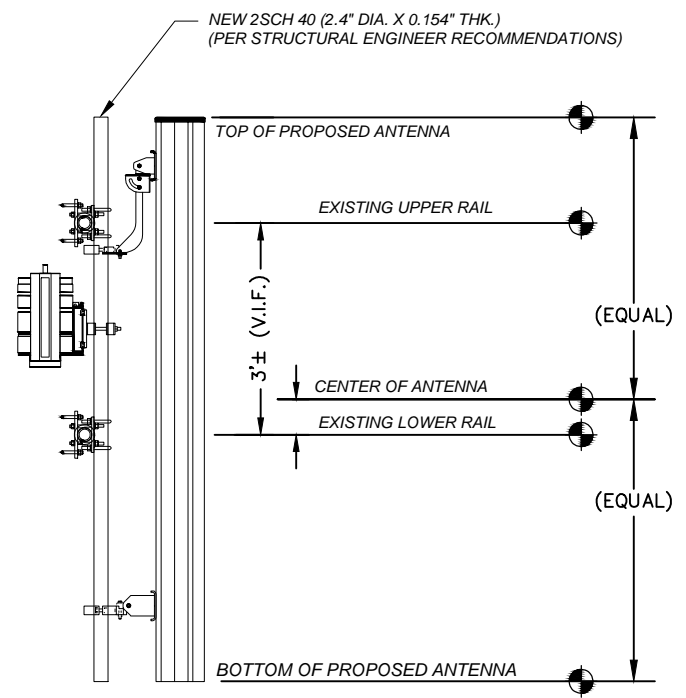 NEW 2SCH 40 (2.4" DIA. X 0.154" THK.)
(PER STRUCTURAL ENGINEER RECOMMENDATIONS)
TOP OF PROPOSED ANTENNA
EXISTING UPPER RAIL
3'± (V.I.F.)
(EQUAL)
CENTER OF ANTENNA
EXISTING LOWER RAIL
(EQUAL)
BOTTOM OF PROPOSED ANTENNA